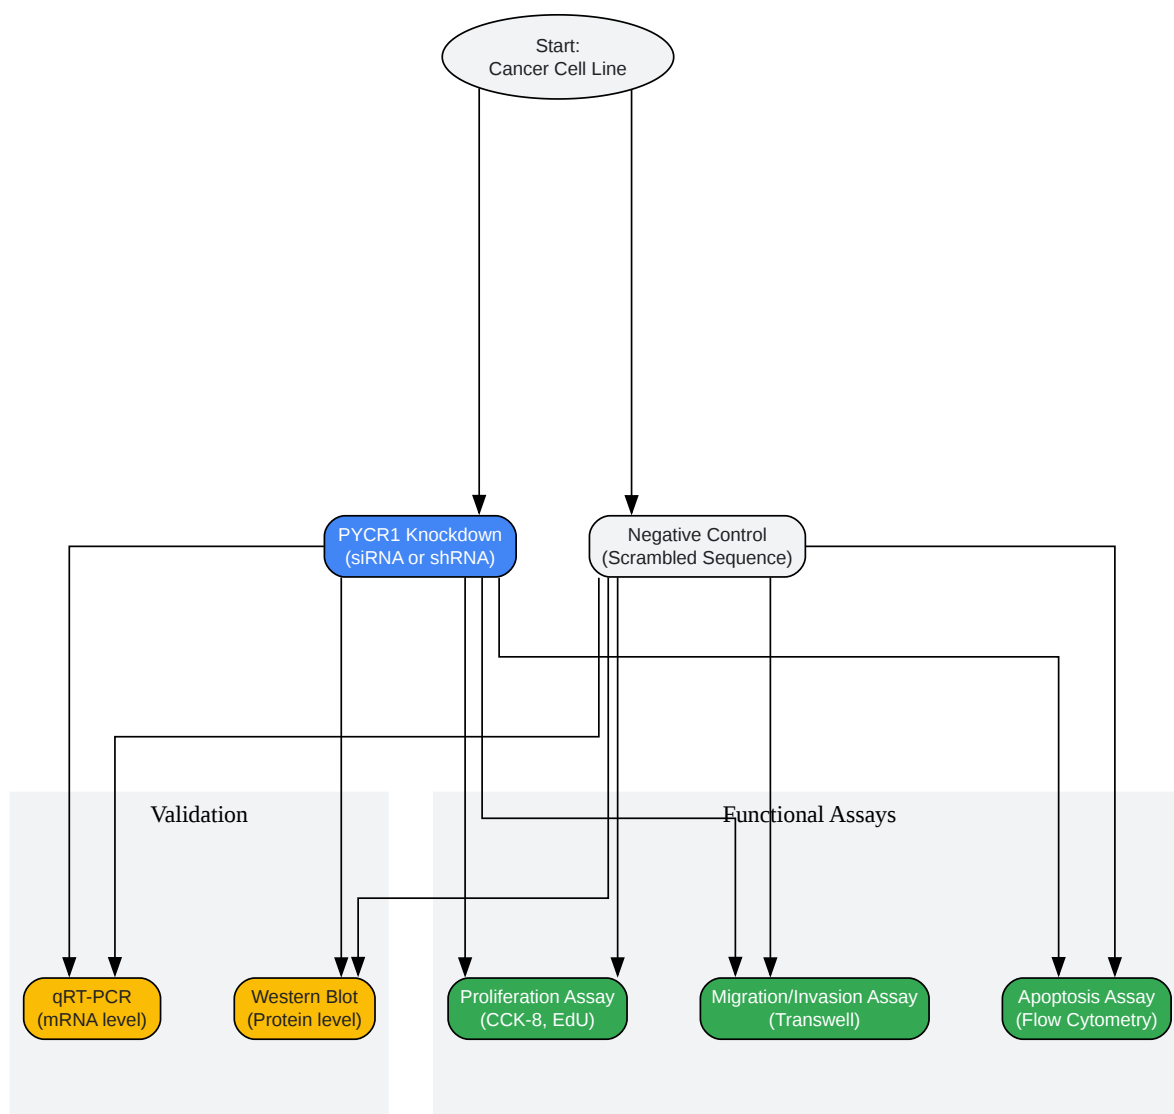 Start:
Cancer Cell Line
PYCR1 Knockdown
(siRNA or shRNA)
Negative Control
(Scrambled Sequence)
Validation
Functional Assays
qRT-PCR
(mRNA level)
Western Blot
(Protein level)
Proliferation Assay
(CCK-8, EdU)
Migration/Invasion Assay
(Transwell)
Apoptosis Assay
(Flow Cytometry)